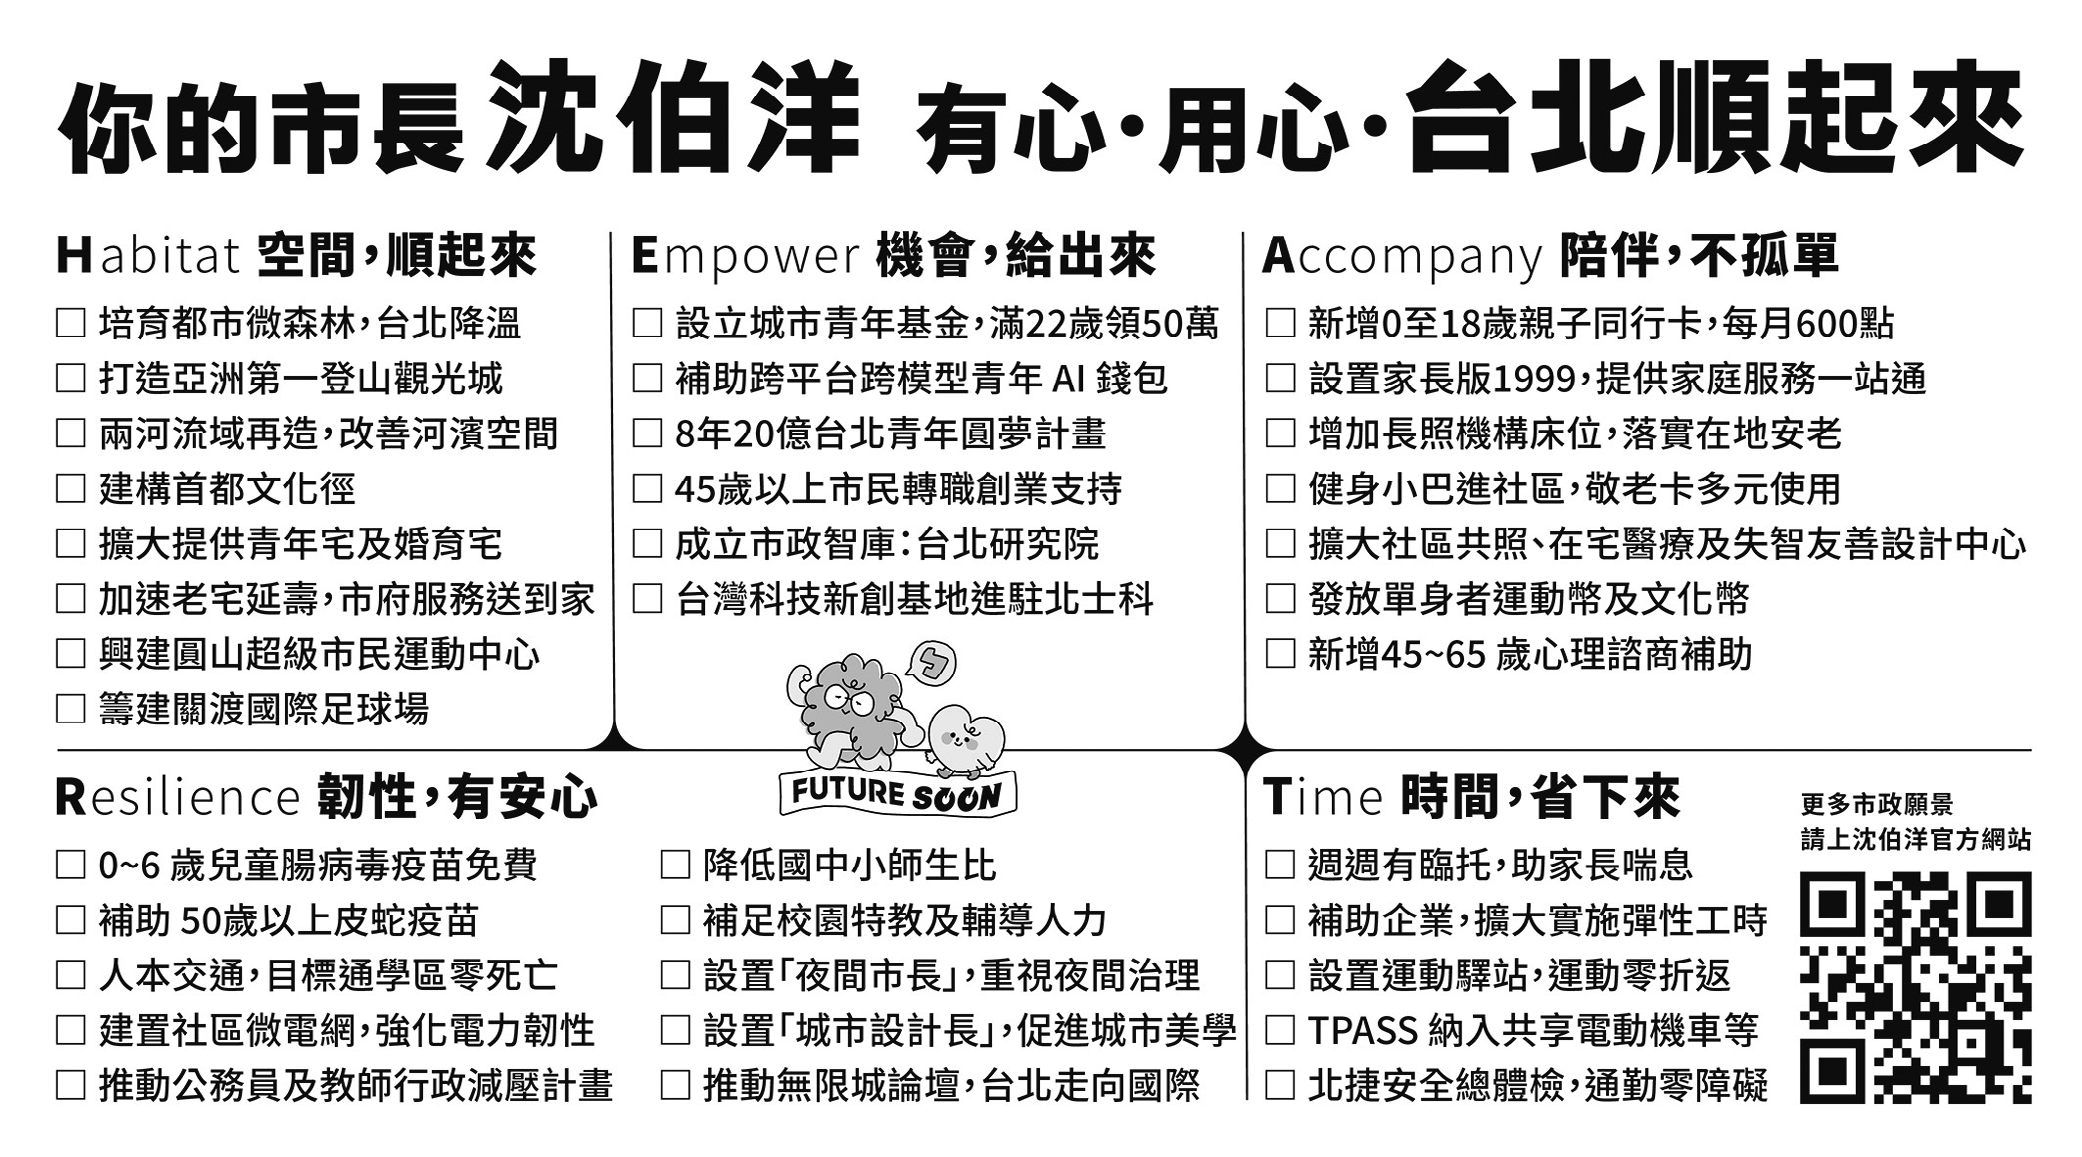 你的市長 沈伯洋 有心·用心·台北順起來
Habitat 空間，順起來
□ 培育都市微森林，台北降溫
□ 打造亞洲第一登山觀光城
□ 兩河流域再造，改善河濱空間
□ 建構首都文化徑
□ 擴大提供青年宅及婚育宅
□ 加速老宅延壽，市府服務送到家
□ 興建圓山超級市民運動中心
□ 籌建關渡國際足球場
Empower 機會，給出來
□ 設立城市青年基金，滿22歲領50萬
□ 補助跨平台跨模型青年 AI 錢包
□ 8年20億台北青年圓夢計畫
□ 45歲以上市民轉職創業支持
□ 成立市政智庫：台北研究院
□ 台灣科技新創基地進駐北士科
Accompany 陪伴，不孤單
□ 新增0至18歲親子同行卡，每月600點
□ 設置家長版1999，提供家庭服務一站通
□ 增加長照機構床位，落實在地安老
□ 健身小巴進社區，敬老卡多元使用
□ 擴大社區共照、在宅醫療及失智友善設計中心
□ 發放單身者運動幣及文化幣
□ 新增45~65 歲心理諮商補助
FUTURE SOON
Resilience 韌性，有安心
□ 0~6 歲兒童腸病毒疫苗免費
□ 補助 50歲以上皮蛇疫苗
□ 人本交通，目標通學區零死亡
□ 建置社區微電網，強化電力韌性
□ 推動公務員及教師行政減壓計畫
□ 降低國中小師生比
□ 補足校園特教及輔導人力
□ 設置「夜間市長」，重視夜間治理
□ 設置「城市設計長」，促進城市美學
□ 推動無限城論壇，台北走向國際
Time 時間，省下來
□ 週週有臨托，助家長喘息
□ 補助企業，擴大實施彈性工時
□ 設置運動驛站，運動零折返
□ TPASS 納入共享電動機車等
□ 北捷安全總體檢，通勤零障礙
更多市政願景
請上沈伯洋官方網站